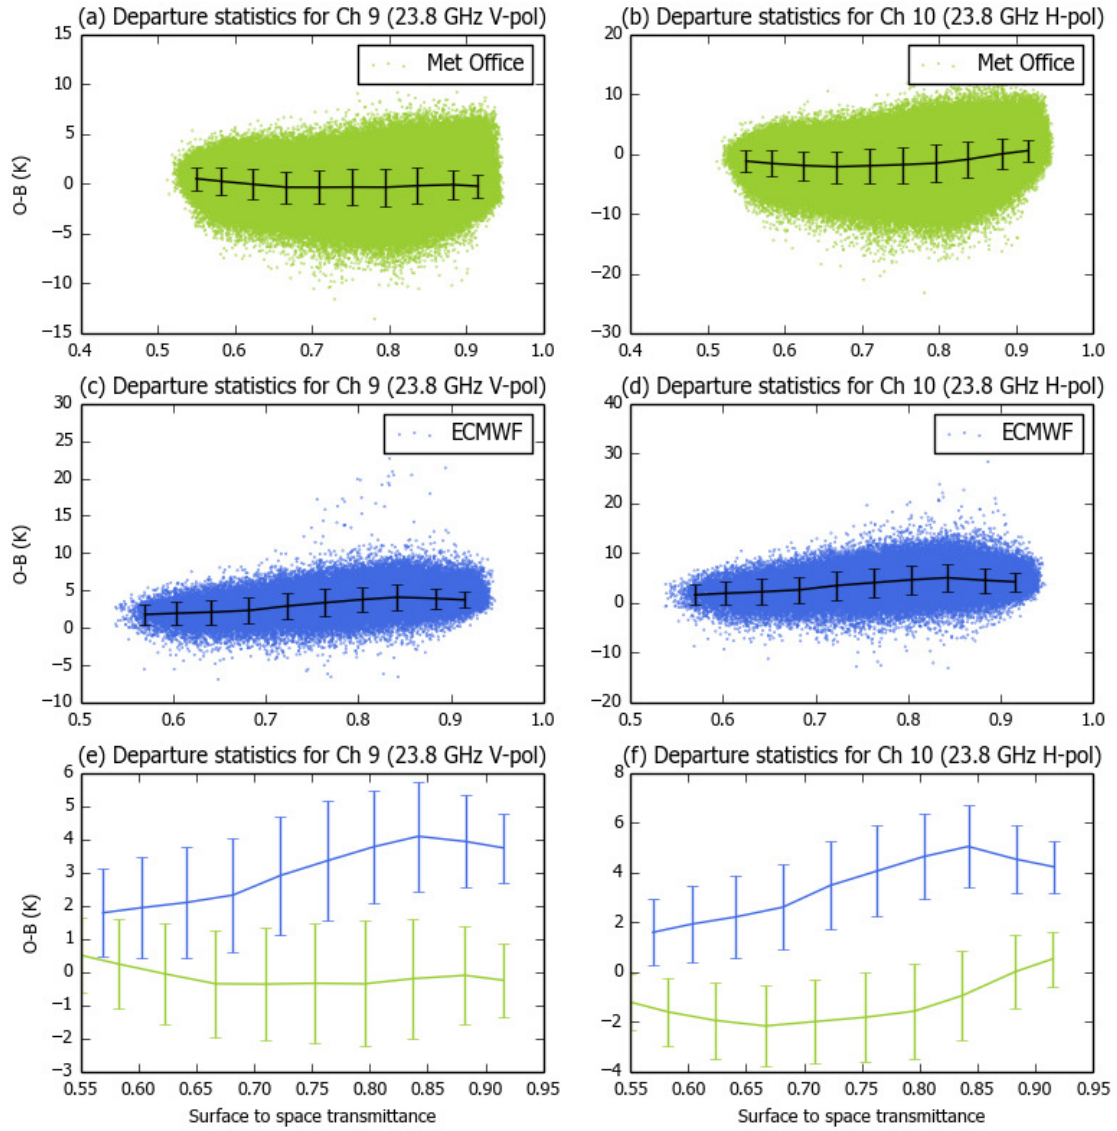 (a) Departure statistics for Ch 9 (23.8 GHz V-pol)
15
10
5
0
−5
−10
−15
O-B (K)
Met Office
0.4 0.5 0.6 0.7 0.8 0.9 1.0
(b) Departure statistics for Ch 10 (23.8 GHz H-pol)
20
10
0
−10
−20
−30
Met Office
0.4 0.5 0.6 0.7 0.8 0.9 1.0
(c) Departure statistics for Ch 9 (23.8 GHz V-pol)
30
25
20
15
10
5
0
−5
−10
O-B (K)
ECMWF
0.5 0.6 0.7 0.8 0.9 1.0
(d) Departure statistics for Ch 10 (23.8 GHz H-pol)
40
30
20
10
0
−10
−20
ECMWF
0.5 0.6 0.7 0.8 0.9 1.0
(e) Departure statistics for Ch 9 (23.8 GHz V-pol)
6
5
4
3
2
1
0
−1
−2
−3
O-B (K)
0.55 0.60 0.65 0.70 0.75 0.80 0.85 0.90 0.95
Surface to space transmittance
(f) Departure statistics for Ch 10 (23.8 GHz H-pol)
8
6
4
2
0
−2
−4
0.55 0.60 0.65 0.70 0.75 0.80 0.85 0.90 0.95
Surface to space transmittance